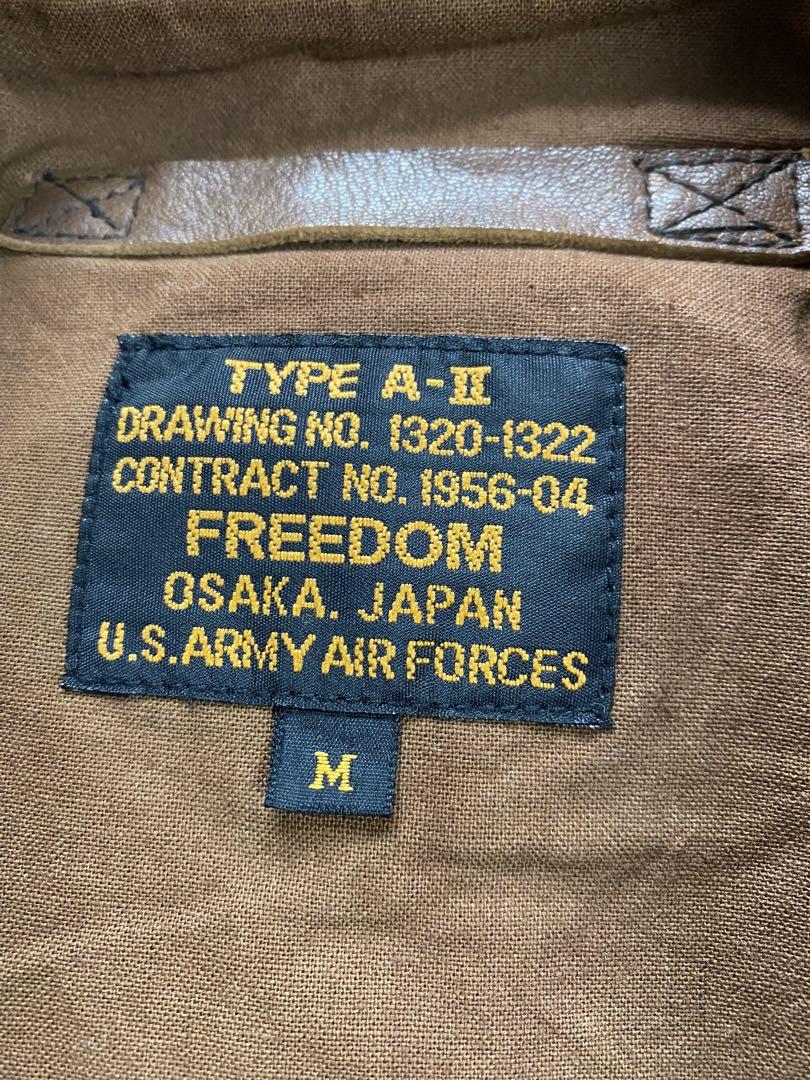 TYPE A-II
DRAWING NO. 1320-1322
CONTRACT NO. 1956-04
FREEDOM
OSAKA. JAPAN
U.S.ARMY AIR FORCES
M